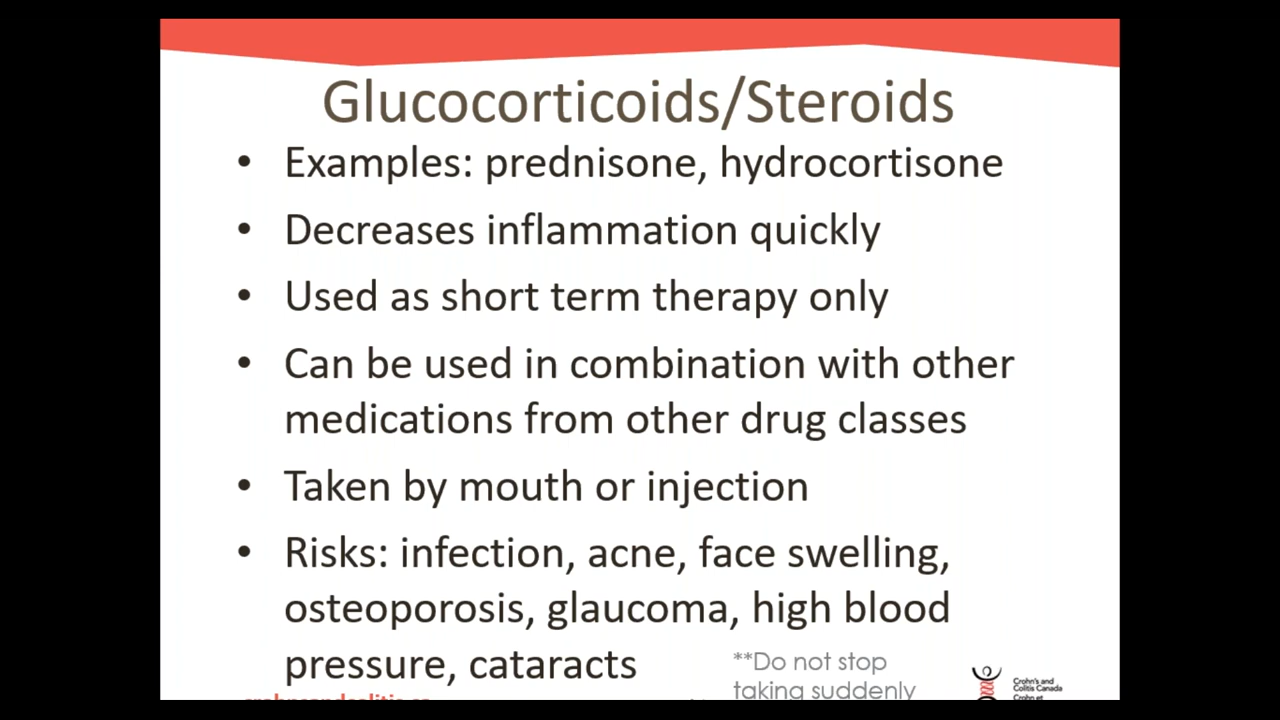 Glucocorticoids/Steroids
• Examples: prednisone, hydrocortisone
• Decreases inflammation quickly
• Used as short term therapy only
• Can be used in combination with other
medications from other drug classes
• Taken by mouth or injection
• Risks: infection, acne, face swelling,
osteoporosis, glaucoma, high blood
pressure, cataracts
**Do not stop
taking suddenly
Crohn's and
Colitis Canada
Crohn et